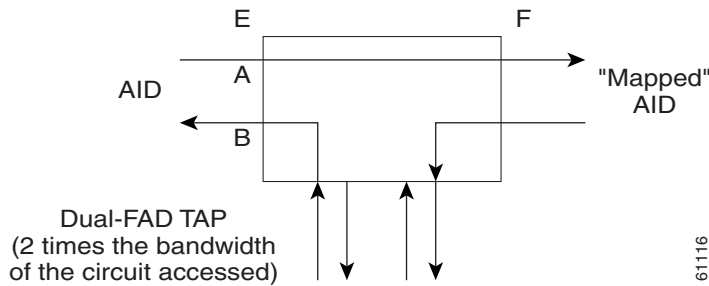 E
F
A
AID
"Mapped"
AID
B
Dual-FAD TAP
(2 times the bandwidth
of the circuit accessed)
61116